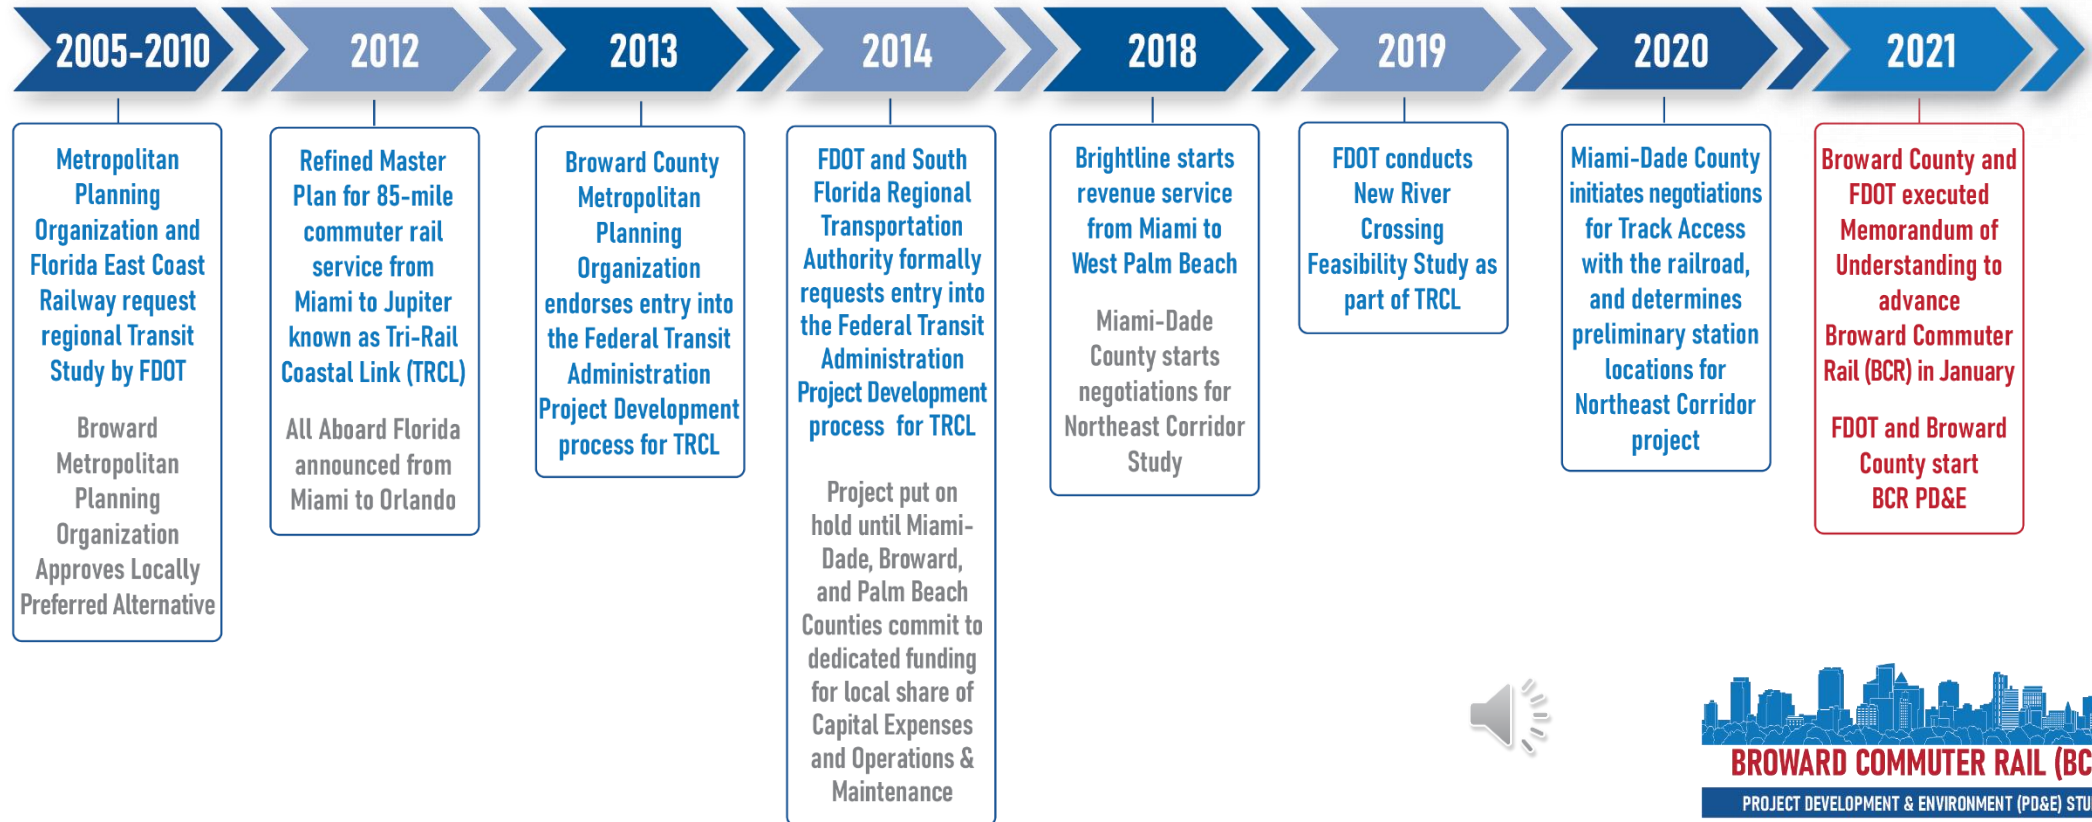 2005-2010
Metropolitan
Planning
Organization and
Florida East Coast
Railway request
regional Transit
Study by FDOT
Broward
Metropolitan
Planning
Organization
Approves Locally
Preferred Alternative
2012
Refined Master
Plan for 85-mile
commuter rail
service from
Miami to Jupiter
known as Tri-Rail
Coastal Link (TRCL)
All Aboard Florida
announced from
Miami to Orlando
2013
Broward County
Metropolitan
Planning
Organization
endorses entry into
the Federal Transit
Administration
Project Development
process for TRCL
2014
FDOT and South
Florida Regional
Transportation
Authority formally
requests entry into
the Federal Transit
Administration
Project Development
process for TRCL
Project put on
hold until Miami-
Dade, Broward,
and Palm Beach
Counties commit to
dedicated funding
for local share of
Capital Expenses
and Operations &
Maintenance
2018
Brightline starts
revenue service
from Miami to
West Palm Beach
Miami-Dade
County starts
negotiations for
Northeast Corridor
Study
2019
FDOT conducts
New River
Crossing
Feasibility Study as
part of TRCL
2020
Miami-Dade County
initiates negotiations
for Track Access
with the railroad,
and determines
preliminary station
locations for
Northeast Corridor
project
2021
Broward County and
FDOT executed
Memorandum of
Understanding to
advance
Broward Commuter
Rail (BCR) in January
FDOT and Broward
County start
BCR PD&E
BROWARD COMMUTER RAIL (BC
PROJECT DEVELOPMENT & ENVIRONMENT (PD&E) STU